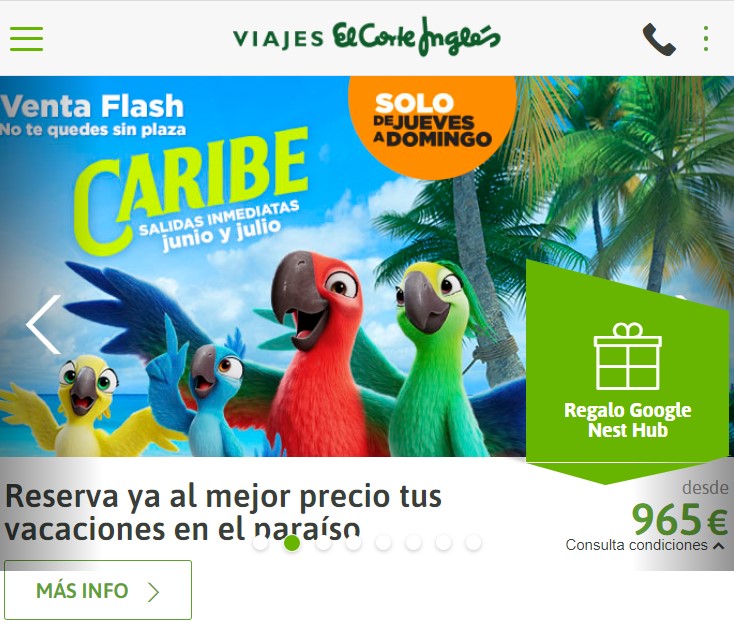 VIAJES El Corte Inglés
Venta Flash
No te quedes sin plaza
SOLO
DE JUEVES
A DOMINGO
CARIBE
SALIDAS INMEDIATAS
junio y julio
Regalo Google
Nest Hub
Reserva ya al mejor precio tus
vacaciones en el paraíso
desde
965 €
Consulta condiciones
MÁS INFO